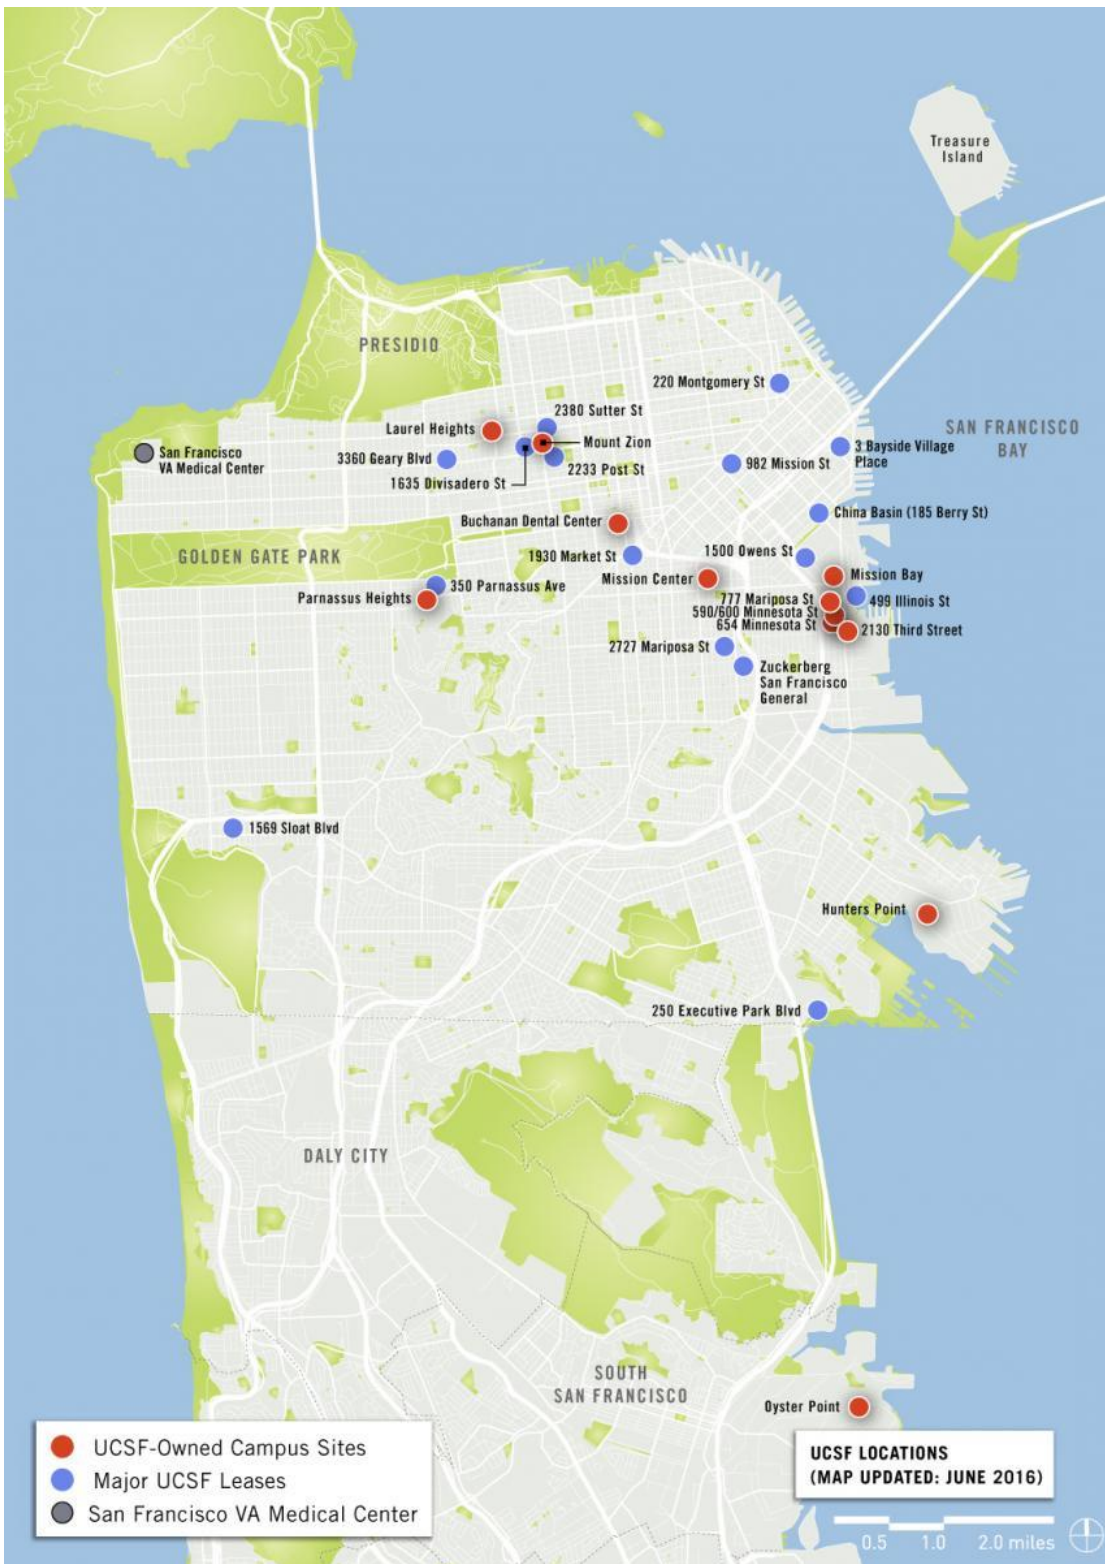 Treasure
Island
PRESIDIO
220 Montgomery St
2380 Sutter St
Laurel Heights
Mount Zion
SAN FRANCISCO
BAY
San Francisco
VA Medical Center
3360 Geary Blvd
2233 Post St
1635 Divisadero St
982 Mission St
3 Bayside Village
Place
Buchanan Dental Center
China Basin (185 Berry St)
GOLDEN GATE PARK
1930 Market St
1500 Owens St
Mission Center
Mission Bay
350 Parnassus Ave
Parnassus Heights
777 Mariposa St
499 Illinois St
590/600 Minnesota St
654 Minnesota St
2130 Third Street
2727 Mariposa St
Zuckerberg
San Francisco
General
1569 Sloat Blvd
Hunters Point
250 Executive Park Blvd
DALY CITY
SOUTH
SAN FRANCISCO
Oyster Point
UCSF-Owned Campus Sites
Major UCSF Leases
San Francisco VA Medical Center
UCSF LOCATIONS
(MAP UPDATED: JUNE 2016)
0.5 1.0 2.0 miles